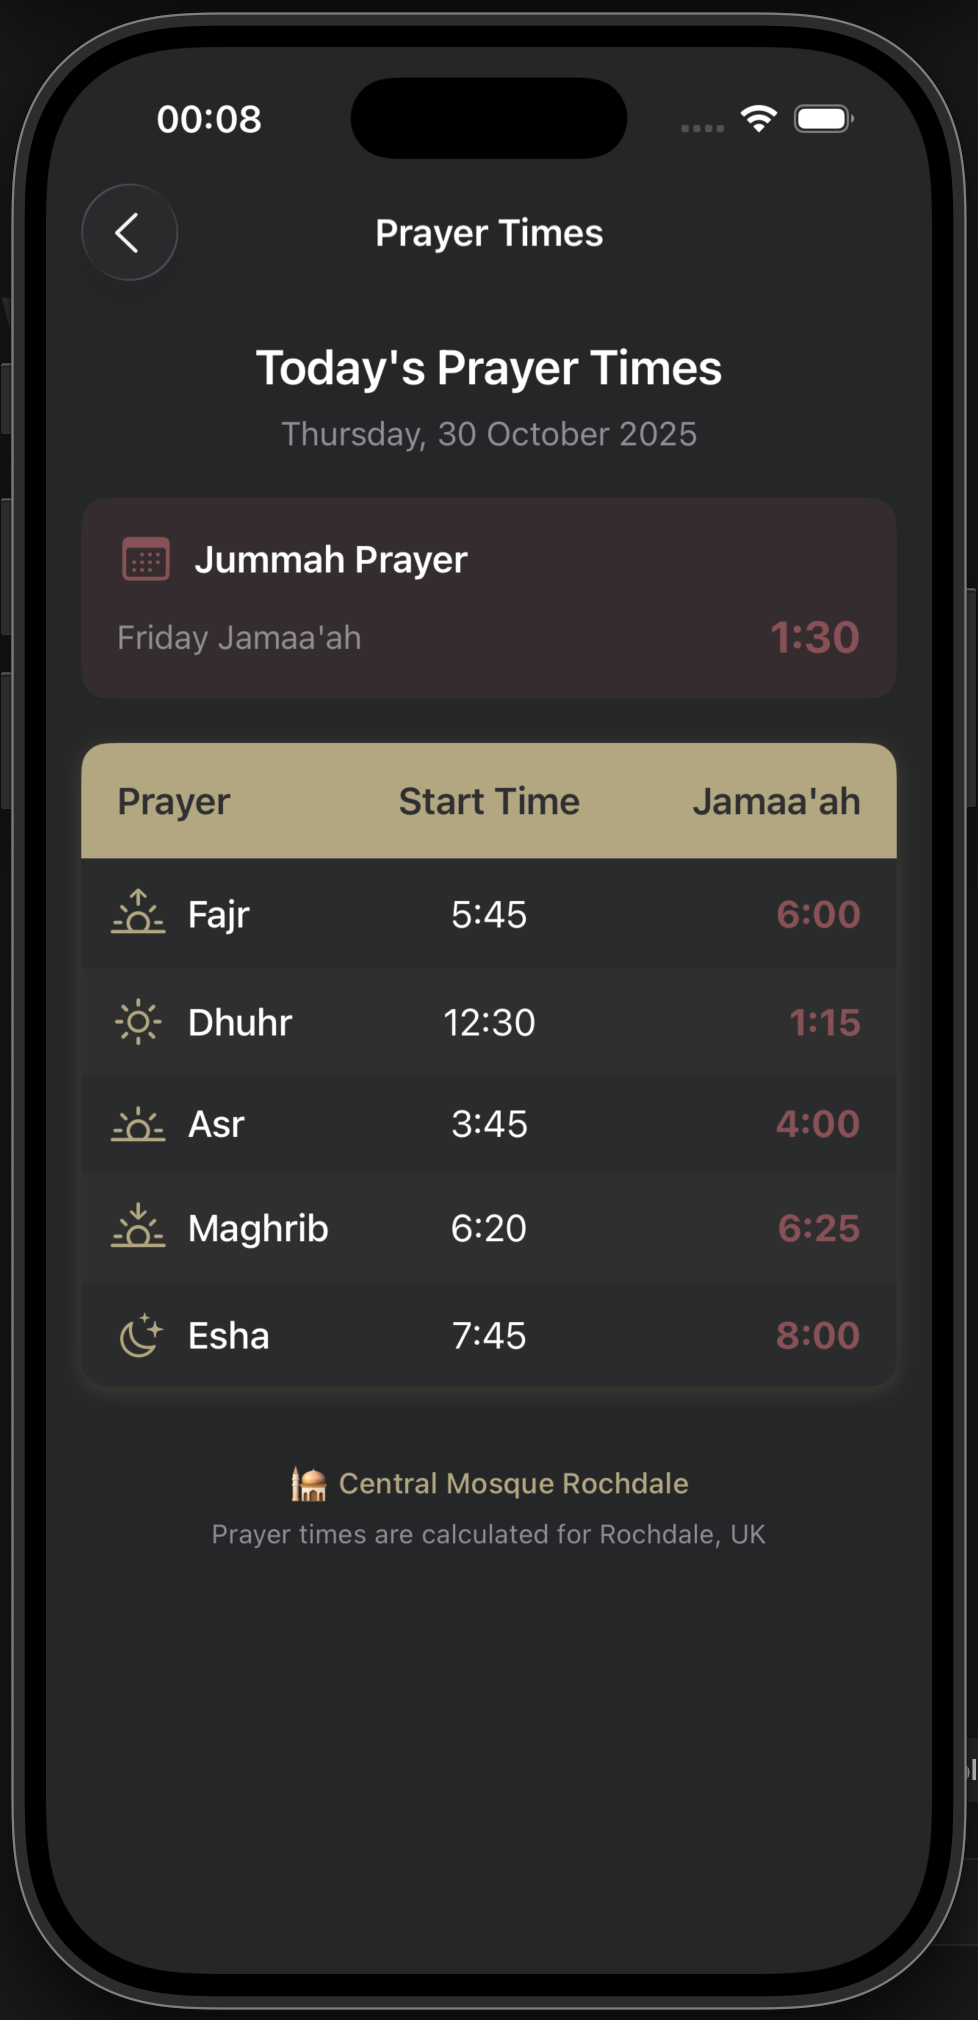 00:08
Prayer Times
Today's Prayer Times
Thursday, 30 October 2025
Jummah Prayer
Friday Jamaa'ah 1:30
Prayer Start Time Jamaa'ah
Fajr 5:45 6:00
Dhuhr 12:30 1:15
Asr 3:45 4:00
Maghrib 6:20 6:25
Esha 7:45 8:00
Central Mosque Rochdale
Prayer times are calculated for Rochdale, UK